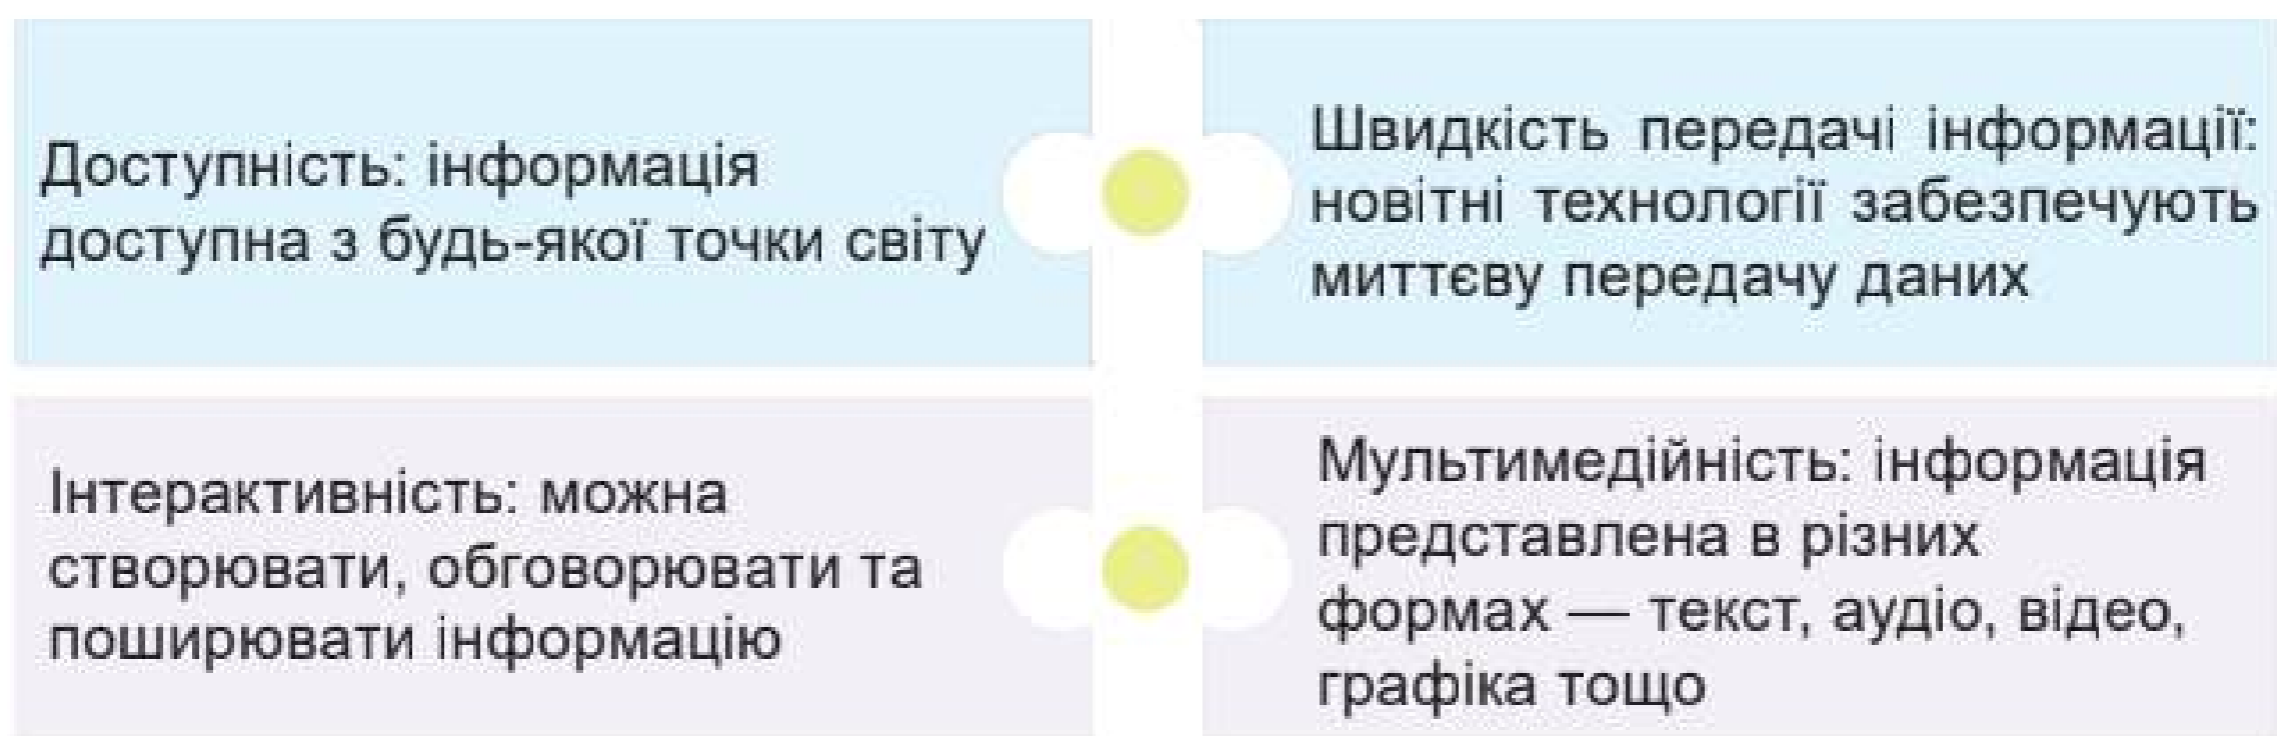 Доступність: інформація
доступна з будь-якої точки світу
Швидкість передачі інформації:
новітні технології забезпечують
миттєву передачу даних
Інтерактивність: можна
створювати, обговорювати та
поширювати інформацію
Мультимедійність: інформація
представлена в різних
формах — текст, аудіо, відео,
графіка тощо